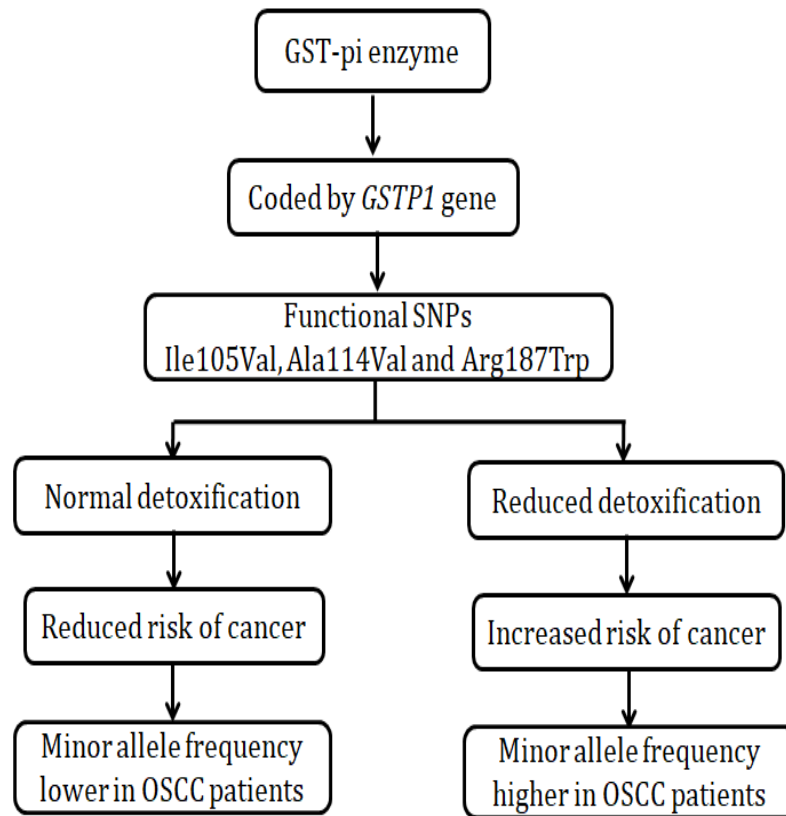 GST-pi enzyme
Coded by GSTP1 gene
Functional SNPs
Ile105Val, Ala114Val and Arg187Trp
Normal detoxification
Reduced detoxification
Reduced risk of cancer
Increased risk of cancer
Minor allele frequency
lower in OSCC patients
Minor allele frequency
higher in OSCC patients